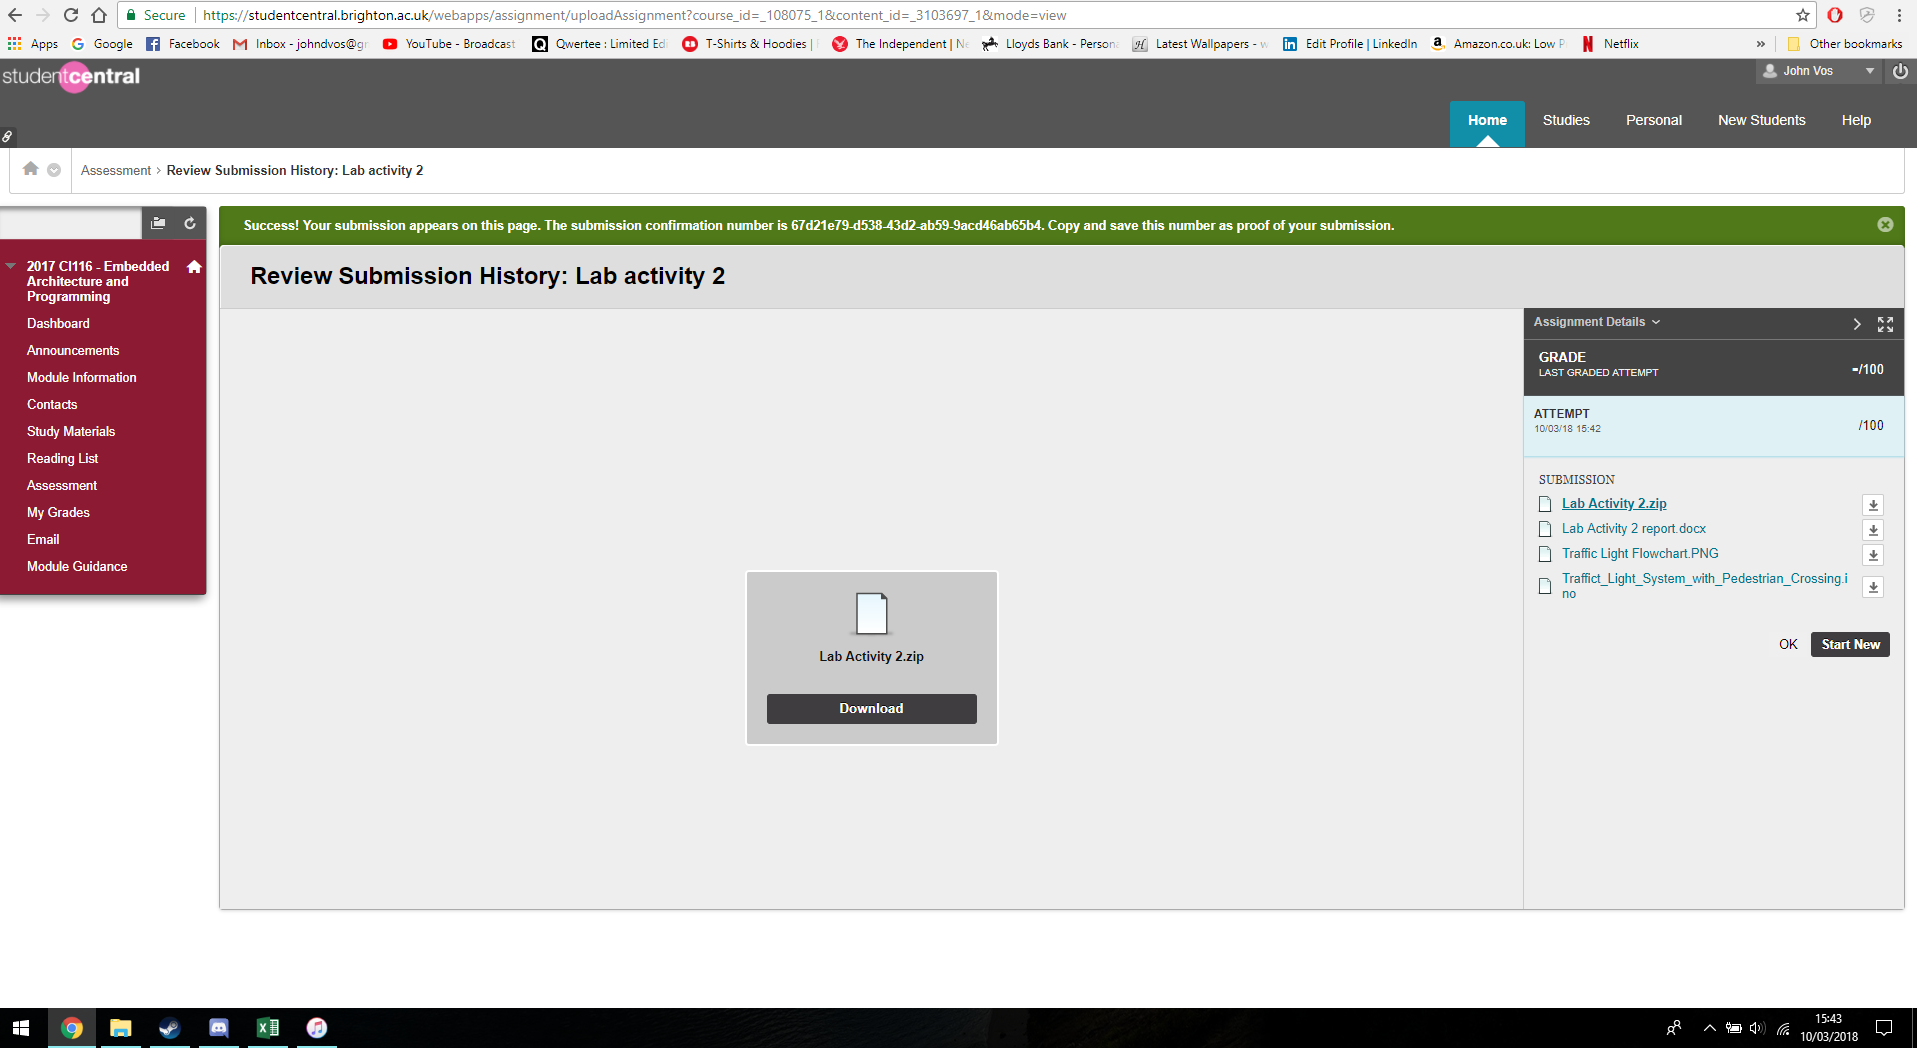 Secure https://studentcentral.brighton.ac.uk/webapps/assignment/uploadAssignment?course_id=_108075_1&content_id=_3103697_1&mode=view
Apps Google Facebook Inbox - johndvos@g YouTube - Broadcast Qwertee : Limited Edi T-Shirts & Hoodies | The Independent | Ne Lloyds Bank - Persona Latest Wallpapers - w Edit Profile | LinkedIn Amazon.co.uk: Low P Netflix » Other bookmarks
studentcentral
John Vos
Home Studies Personal New Students Help
Assessment > Review Submission History: Lab activity 2
Success! Your submission appears on this page. The submission confirmation number is 67d21e79-d538-43d2-ab59-9acd46ab65b4. Copy and save this number as proof of your submission.
2017 CI116 - Embedded
Architecture and
Programming
Dashboard
Announcements
Module Information
Contacts
Study Materials
Reading List
Assessment
My Grades
Email
Module Guidance
Review Submission History: Lab activity 2
Lab Activity 2.zip
Download
Assignment Details
GRADE
LAST GRADED ATTEMPT
-/100
ATTEMPT
10/03/18 15:42
/100
SUBMISSION
Lab Activity 2.zip
Lab Activity 2 report.docx
Traffic Light Flowchart.PNG
Traffict_Light_System_with_Pedestrian_Crossing.i
no
OK Start New
15:43
10/03/2018